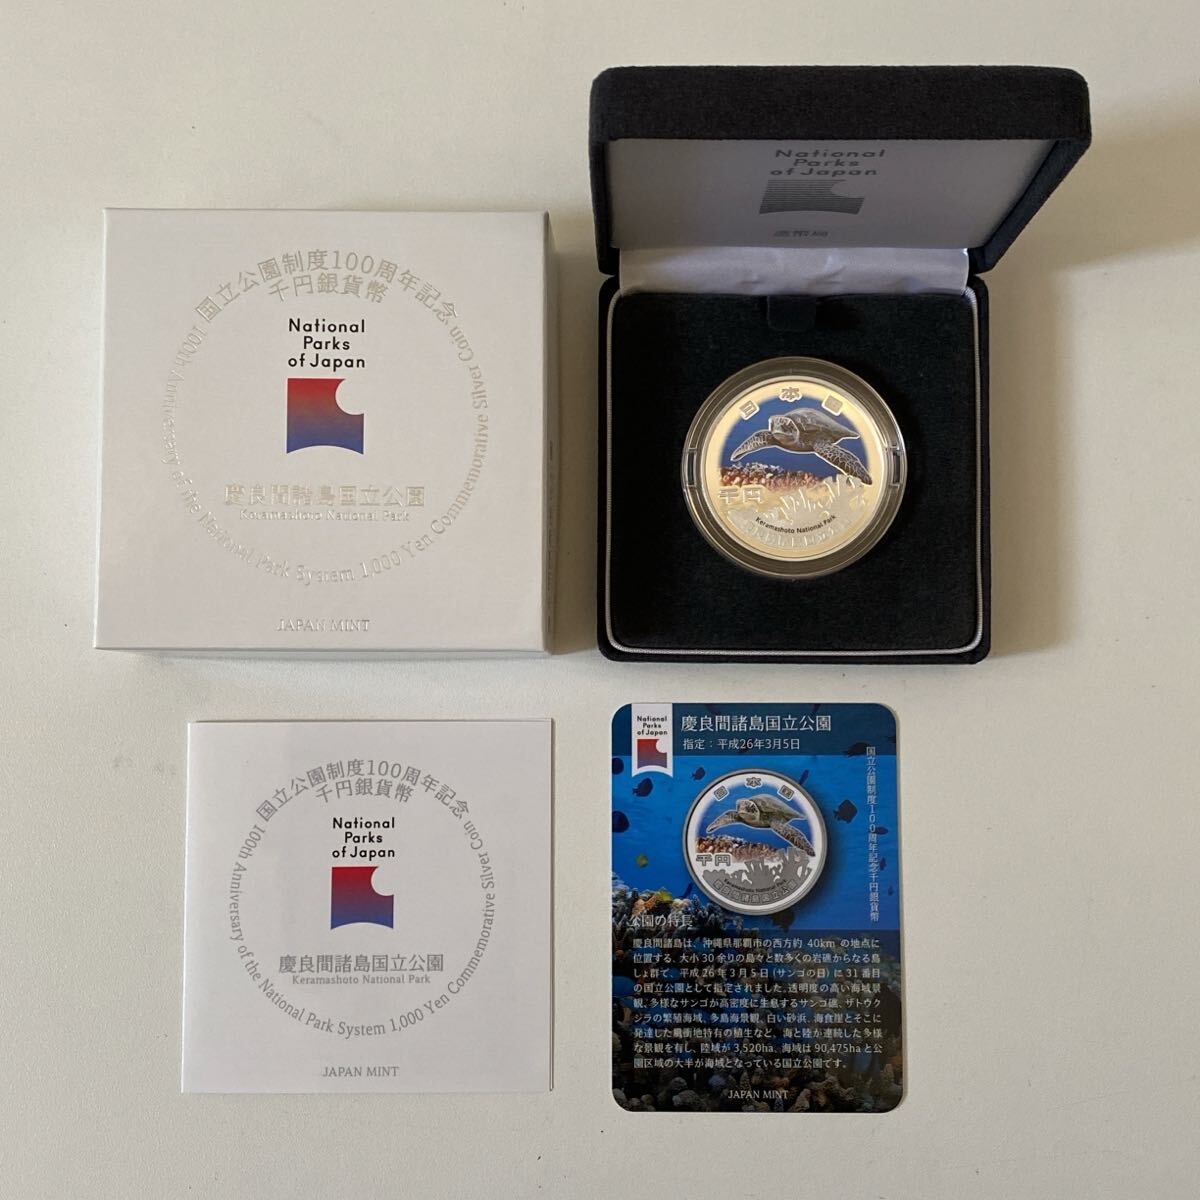 国立公園制度100周年記念
千円銀貨幣
National
Parks
of Japan
慶良間諸島国立公園
Keramashoto National Park
100th Anniversary of the National Park System 1,000 Yen Commemorative Silver Coin
JAPAN MINT
National
Parks
of Japan
造幣局
日本国
千円
Keramashoto National Park
国立公園制度100周年記念
千円銀貨幣
National
Parks
of Japan
慶良間諸島国立公園
Keramashoto National Park
100th Anniversary of the National Park System 1,000 Yen Commemorative Silver Coin
JAPAN MINT
National
Parks
of Japan
慶良間諸島国立公園
指定：平成26年3月5日
国立公園制度100周年記念千円銀貨幣
日本国
千円
Keramashoto National Park
慶良間諸島国立公園
公園の特長
慶良間諸島は、沖縄県那覇市の西方約 40km の地点に
位置する、大小 30 余りの島々と数多くの岩礁からなる島
しょ群で、平成 26 年 3 月 5 日（サンゴの日）に 31 番目
の国立公園として指定されました。透明度の高い海域景
観、多様なサンゴが高密度に生息するサンゴ礁、ザトウク
ジラの繁殖海域、多島海景観、白い砂浜、海食崖とそこに
発達した風衝地特有の植生など、海と陸が連続した多様
な景観を有し、陸域が 3,520ha、海域は 90,475ha と公
園区域の大半が海域となっている国立公園です。
JAPAN MINT